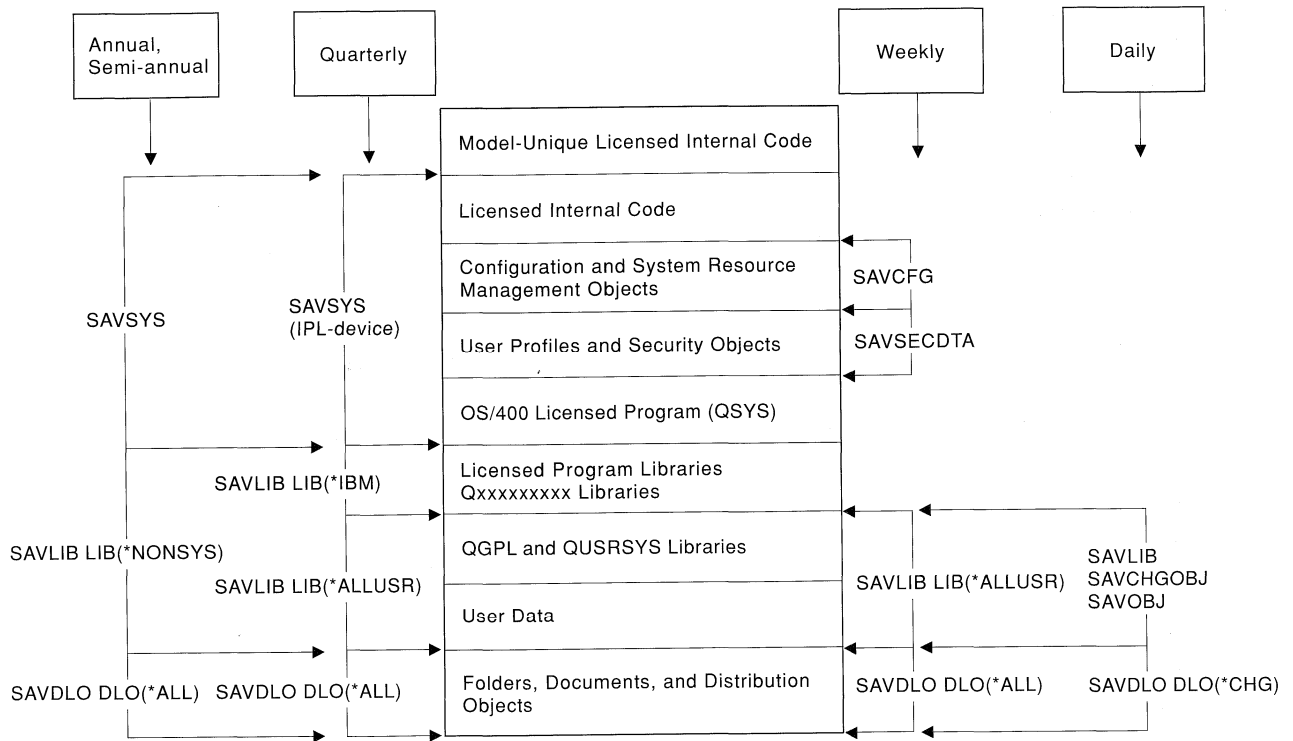 Annual,
Semi-annual
Quarterly
Weekly
Daily
Model-Unique Licensed Internal Code
Licensed Internal Code
Configuration and System Resource
Management Objects
SAVCFG
SAVSYS
SAVSYS
(IPL-device)
User Profiles and Security Objects
SAVSECDTA
OS/400 Licensed Program (QSYS)
SAVLIB LIB(*IBM)
Licensed Program Libraries
Qxxxxxxxxxx Libraries
SAVLIB LIB(*NONSYS)
QGPL and QUSRSYS Libraries
SAVLIB LIB(*ALLUSR)
SAVLIB LIB(*ALLUSR)
SAVLIB
SAVCHGOBJ
SAVOBJ
User Data
SAVDLO DLO(*ALL)
SAVDLO DLO(*ALL)
Folders, Documents, and Distribution
Objects
SAVDLO DLO(*ALL)
SAVDLO DLO(*CHG)